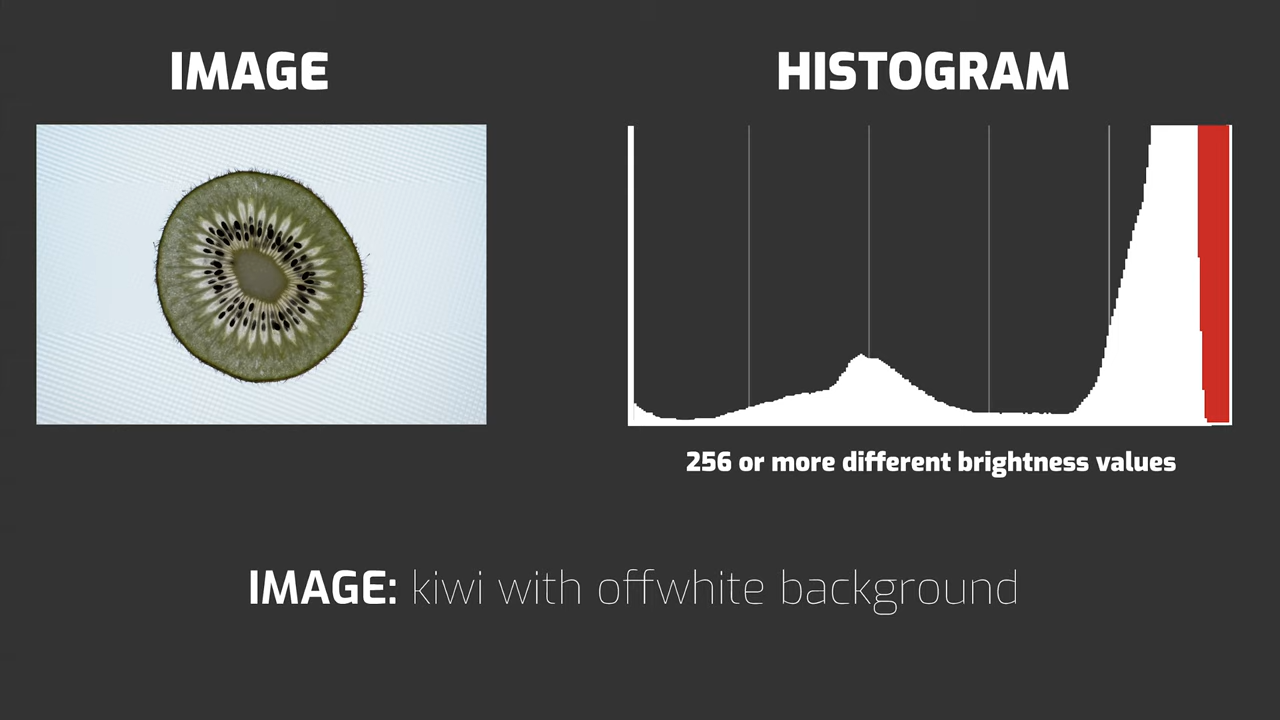 IMAGE
HISTOGRAM
256 or more different brightness values
IMAGE: kiwi with offwhite background